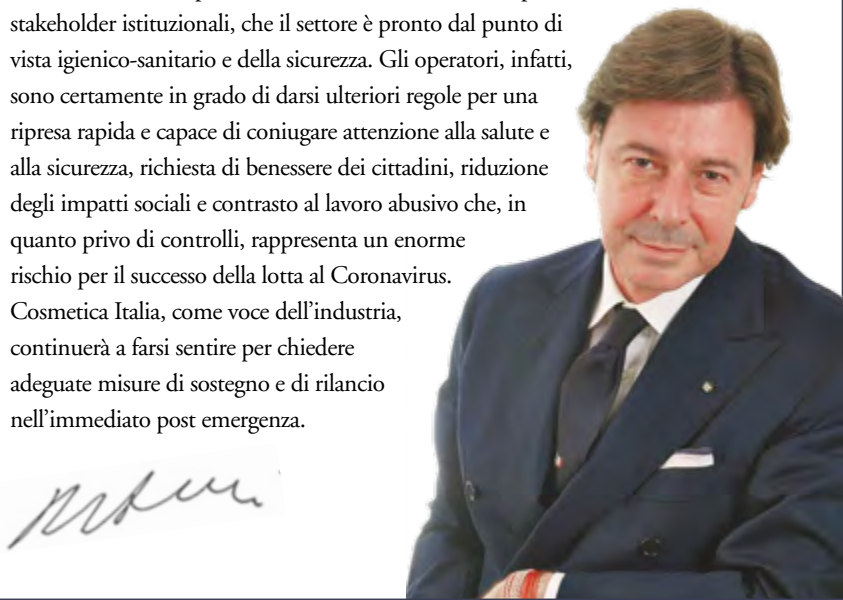 stakeholder istituzionali, che il settore è pronto dal punto di
vista igienico-sanitario e della sicurezza. Gli operatori, infatti,
sono certamente in grado di darsi ulteriori regole per una
ripresa rapida e capace di coniugare attenzione alla salute e
alla sicurezza, richiesta di benessere dei cittadini, riduzione
degli impatti sociali e contrasto al lavoro abusivo che, in
quanto privo di controlli, rappresenta un enorme
rischio per il successo della lotta al Coronavirus.
Cosmetica Italia, come voce dell’industria,
continuerà a farsi sentire per chiedere
adeguate misure di sostegno e di rilancio
nell’immediato post emergenza.